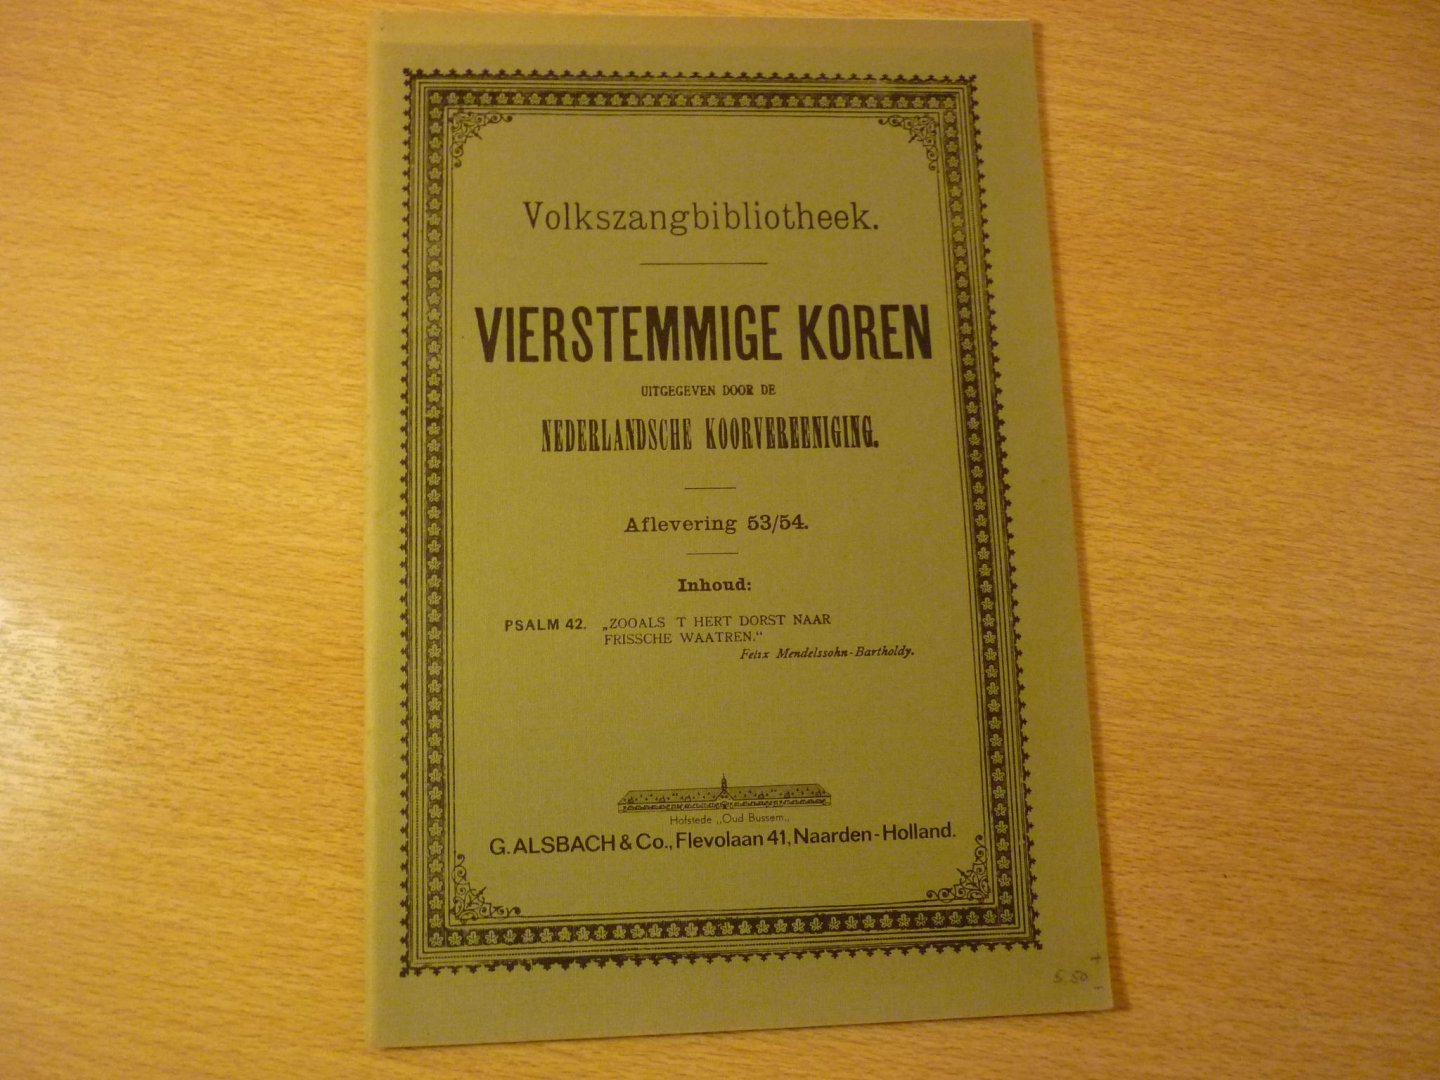 Volkszangbibliotheek.
VIERSTEMMIGE KOREN
UITGEGEVEN DOOR DE
NEDERLANDSCHE KOORVEREENIGING.
Aflevering 53/54.
Inhoud:
PSALM 42. „ZOOALS 'T HERT DORST NAAR
FRISSCHE WAATREN."
Felix Mendelssohn-Bartholdy.
Hofstede „Oud Bussem„
G. ALSBACH & Co., Flevolaan 41, Naarden-Holland.
5.50